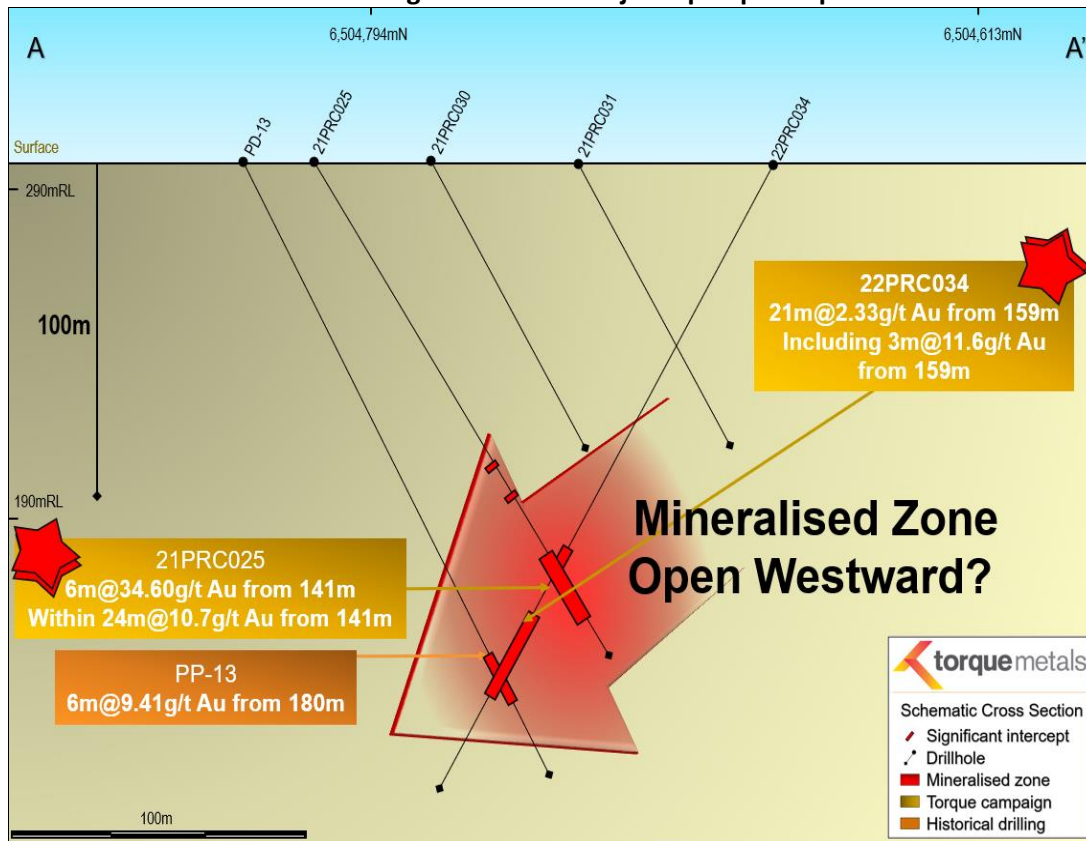 A
6,504,794mN
6,504,613mN
A'
PD-13
21PRC025
21PRC030
21PRC031
22PRC034
Surface
290mRL
100m
22PRC034
21m@2.33g/t Au from 159m
Including 3m@11.6g/t Au
from 159m
190mRL
Mineralised Zone
Open Westward?
21PRC025
6m@34.60g/t Au from 141m
Within 24m@10.7g/t Au from 141m
PP-13
6m@9.41g/t Au from 180m
torquemetals
Schematic Cross Section
Significant intercept
Drillhole
Mineralised zone
Torque campaign
Historical drilling
100m